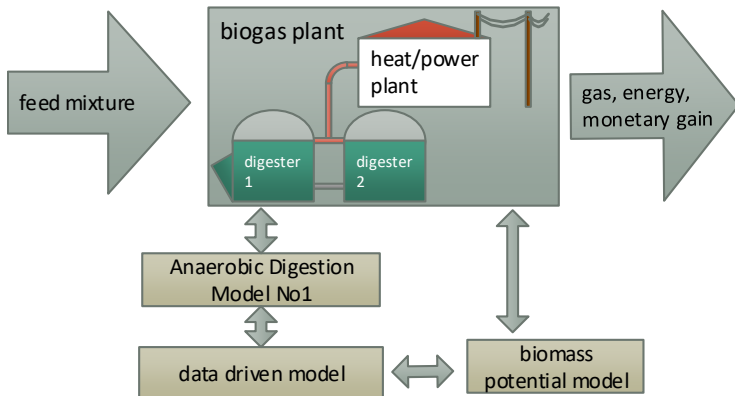 biogas plant
heat/power
plant
feed mixture
gas, energy,
monetary gain
digester
1
digester
2
Anaerobic Digestion
Model No1
data driven model
biomass
potential model